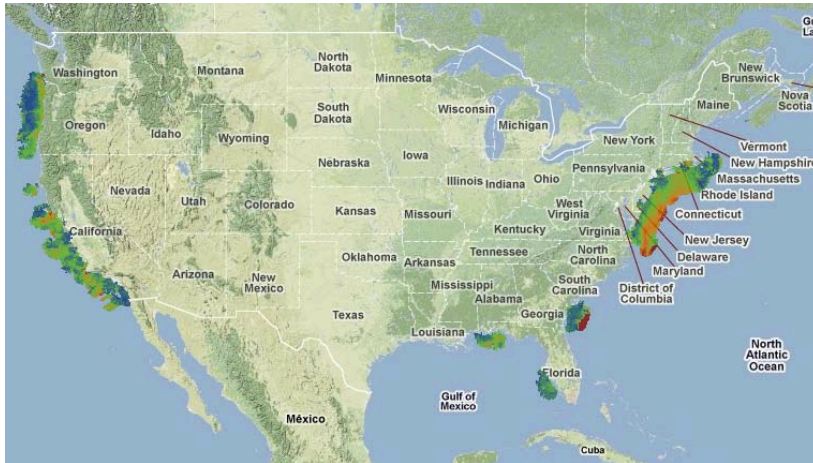 Gu
La
Washington
Montana
North
Dakota
Minnesota
New
Brunswick
Maine
Nova
Scotia
Oregon
Idaho
Wyoming
South
Dakota
Wisconsin
Michigan
New York
Vermont
New Hampshire
Massachusetts
Rhode Island
Connecticut
New Jersey
Delaware
Maryland
District of
Columbia
Nevada
Utah
Colorado
Nebraska
Iowa
Illinois
Indiana
Ohio
Pennsylvania
California
Kansas
Missouri
West
Virginia
Virginia
Kentucky
Arizona
New
Mexico
Oklahoma
Arkansas
Tennessee
North
Carolina
Mississippi
Alabama
South
Carolina
Georgia
Texas
Louisiana
Florida
North
Atlantic
Ocean
Gulf of
Mexico
México
Cuba